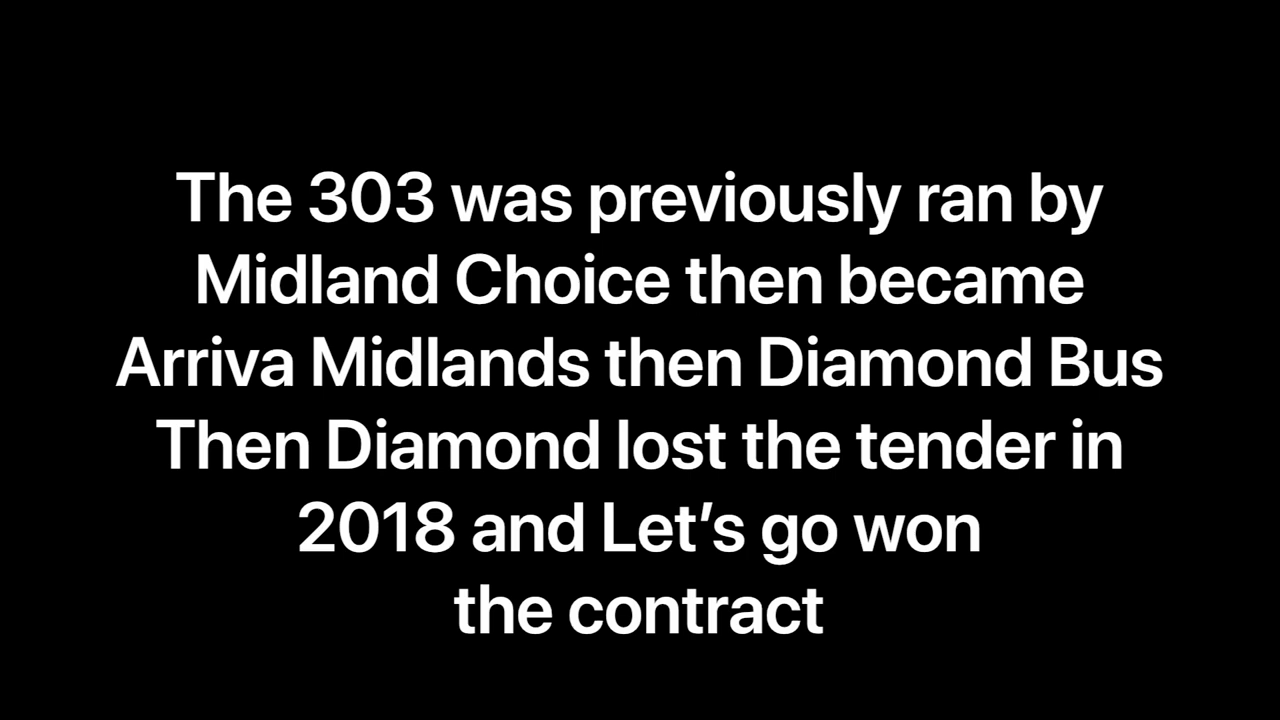 The 303 was previously ran by
Midland Choice then became
Arriva Midlands then Diamond Bus
Then Diamond lost the tender in
2018 and Let’s go won
the contract